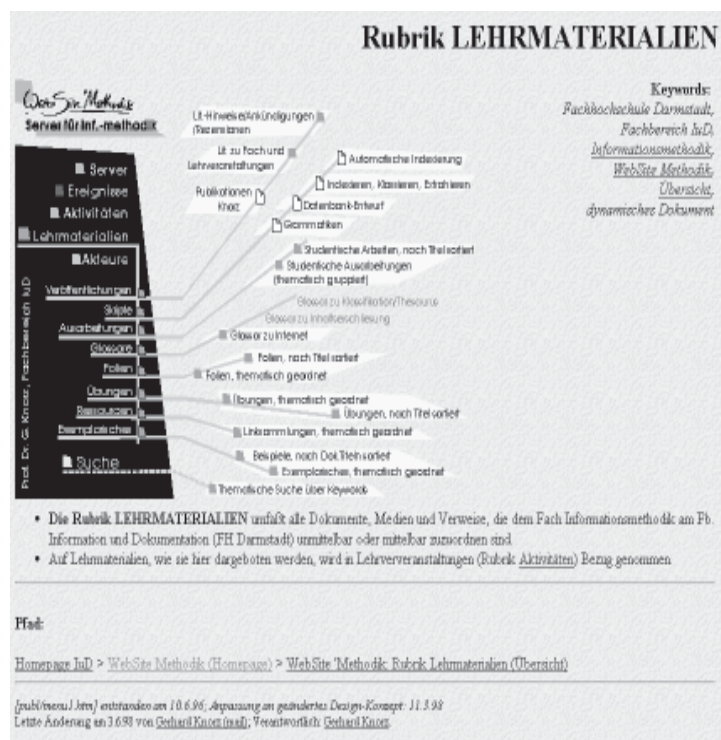 Rubrik LEHRMATERIALIEN
Keywords:
Fachhochschule Darmstadt,
Fachbereich IuD,
Informationsmethodik,
WebSite Methodik,
Übersicht,
dynamisches Dokument
WebSite 'Methodik
Server für Inf.-methodik
Server
Ereignisse
Aktivitäten
Lehrmaterialien
Akteure
Veröffentlichungen
Skripte
Ausarbeitungen
Glossare
Folien
Übungen
Ressourcen
Exemplarisches
Suche
Prof. Dr. G. Knorz, Fachbereich IuD
Lit-Hinweise/Ankündigungen
/Rezensionen
Lit. zu Fach und
Lehrveranstaltungen
Publikationen
Knorz
Automatische Indexierung
Indexieren, Klassieren, Extrahieren
Datenbank-Entwurf
Grammatiken
Studentische Arbeiten, nach Titel sortiert
Studentische Ausarbeitungen
(thematisch gruppiert)
Glossar zu Klassifikation/Thesaurus
Glossar zu Inhaltserschliesung
Glossar zu Internet
Folien, nach Titel sortiert
Folien, thematisch geordnet
Übungen, thematisch geordnet
Übungen, nach Titel sortiert
Linksammlungen, thematisch geordnet
Beispiele, nach Dok.Titeln sortiert
Exemplarisches, thematisch geordnet
Thematische Suche über Keywords
• Die Rubrik LEHRMATERIALIEN umfaßt alle Dokumente, Medien und Verweise, die dem Fach Informationsmethodik am Fb.
Information und Dokumentation (FH Darmstadt) unmittelbar oder mittelbar zuzuordnen sind
• Auf Lehrmaterialien, wie sie hier dargeboten werden, wird in Lehrververanstaltungen (Rubrik Aktivitäten) Bezug genommen
Pfad:
Homepage IuD > WebSite Methodik (Homepage) > WebSite 'Methodik: Rubrik Lehrmaterialien (Übersicht)
[publ/menu1.htm] entstanden am 10.6.96; Anpassung an geändertes Design-Konzept: 11.3.98
Letzte Änderung am 3.6.98 von Gerhard Knorz (mail); Verantwortlich: Gerhard Knorz.